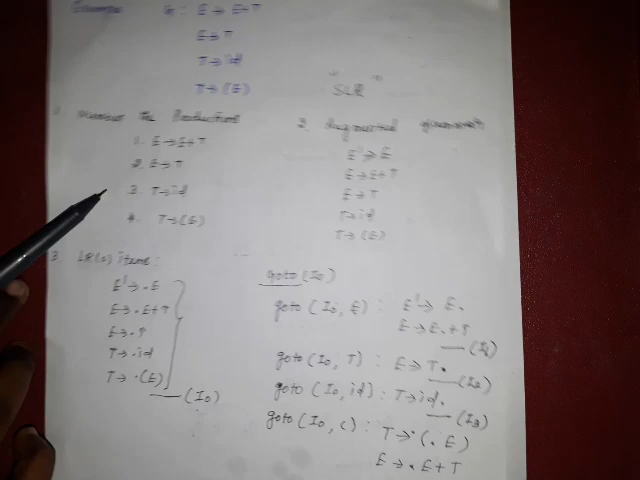 Example G: E → E+T
E → T
T → id
T → (E)
"SLR"
1. Number the Productions
1. E → E+T
2. E → T
3. T → id
4. T → (E)
2. Augmented grammar
E' → E
E → E+T
E → T
T → id
T → (E)
3. LR(0) items:
E' → .E
E → .E+T
E → .T
T → .id
T → .(E)
(I0)
goto (I0)
goto (I0, E) : E' → E.
E → E.+T
(I1)
goto (I0, T) : E → T.
(I2)
goto (I0, id) : T → id.
(I3)
goto (I0, () : T → (.E)
E → .E+T